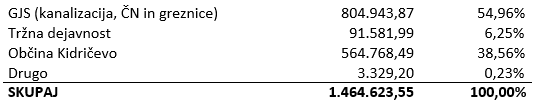 GJS (kanalizacija, ČN in greznice) 804.943,87 54,96%
Tržna dejavnost 91.581,99 6,25%
Občina Kidričevo 564.768,49 38,56%
Drugo 3.329,20 0,23%
SKUPAJ 1.464.623,55 100,00%